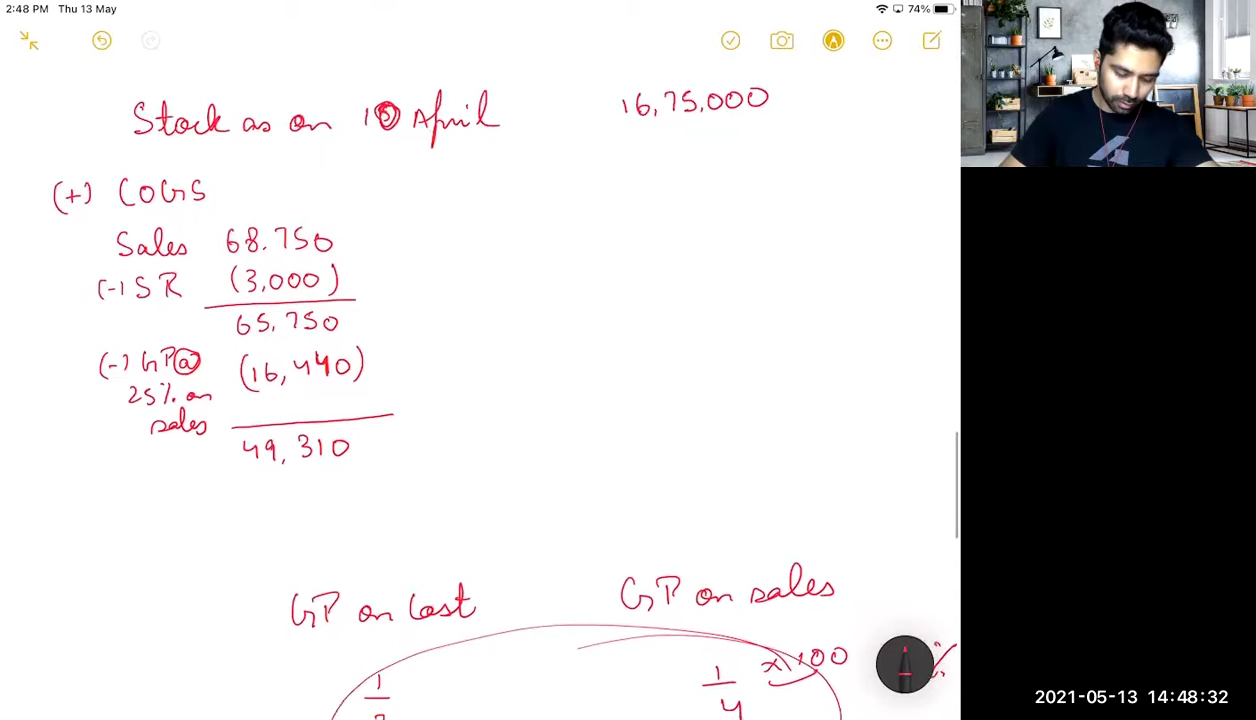 2:48 PM Thu 13 May
74%
Stock as on 10 April 16,75,000
(+) COGS
Sales 68.750
(-) SR (3,000)
65,750
(-) GP@ (16,440)
25% on
sales
49,310
GP on Cost GP on sales
1 1 x100
4
2021-05-13 14:48:32